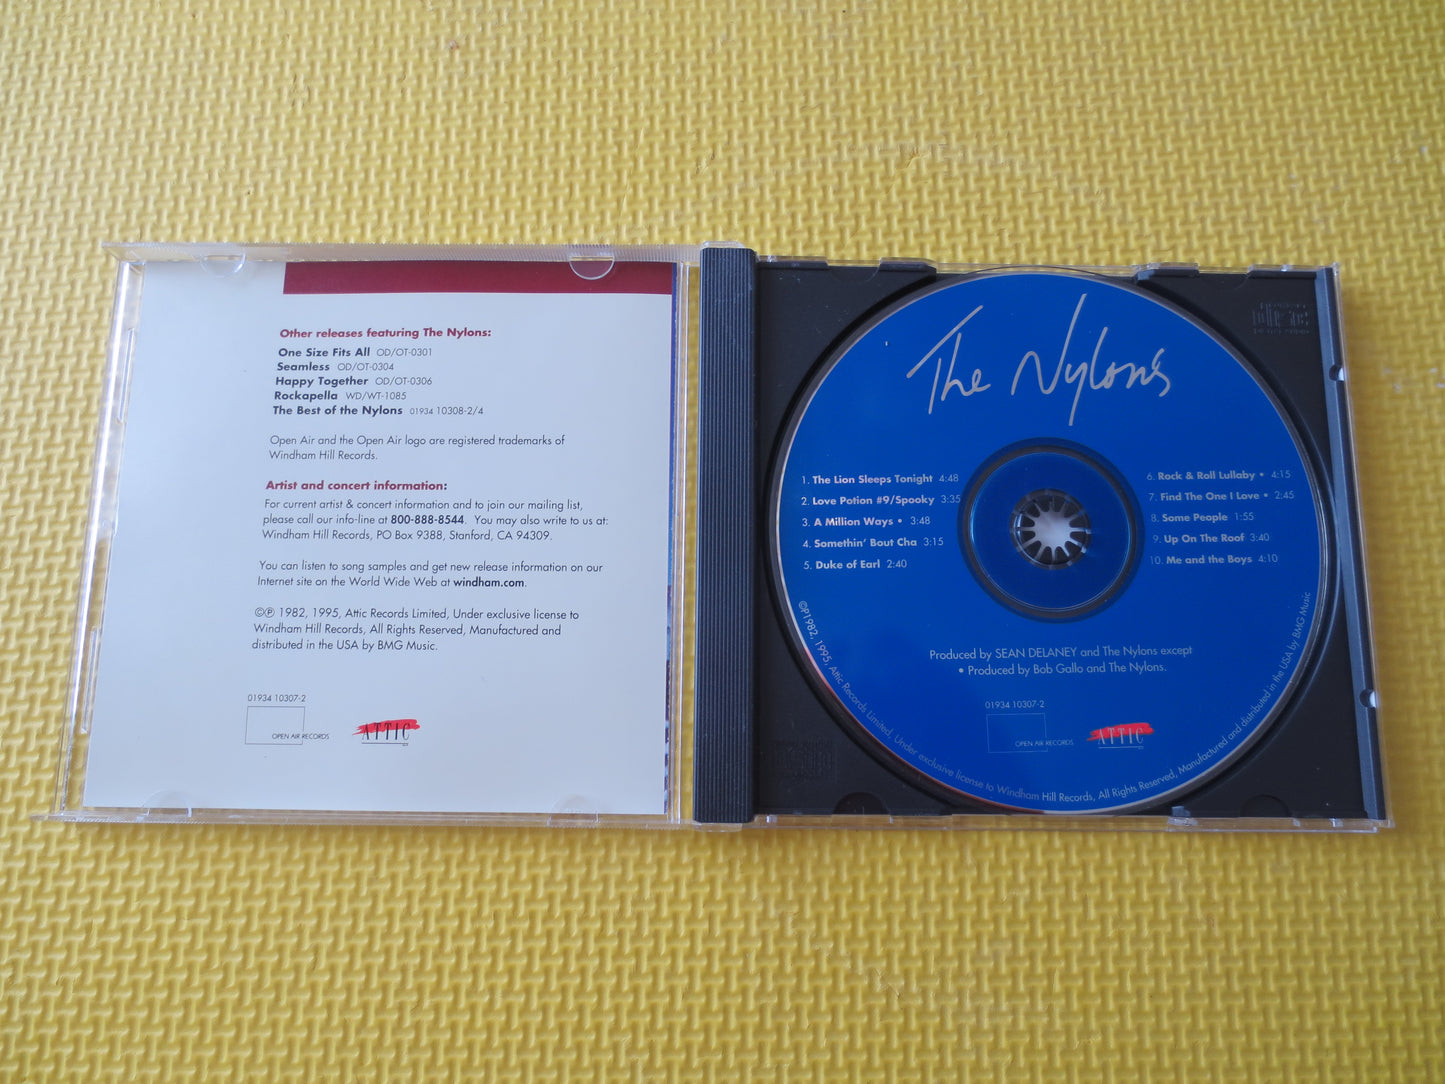 Other releases featuring The Nylons:
One Size Fits All OD/OT-0301
Seamless OD/OT-0304
Happy Together OD/OT-0306
Rockapella WD/WT-1085
The Best of the Nylons 01934 10308-2/4
Open Air and the Open Air logo are registered trademarks of
Windham Hill Records.
Artist and concert information:
For current artist & concert information and to join our mailing list,
please call our info-line at 800-888-8544. You may also write to us at:
Windham Hill Records, PO Box 9388, Stanford, CA 94309.
You can listen to song samples and get new release information on our
Internet site on the World Wide Web at windham.com.
©℗ 1982, 1995, Attic Records Limited, Under exclusive license to
Windham Hill Records, All Rights Reserved, Manufactured and
distributed in the USA by BMG Music.
01934 10307-2
OPEN AIR RECORDS
ATTIC
The Nylons
1. The Lion Sleeps Tonight 4:48
2. Love Potion #9/Spooky 3:35
3. A Million Ways • 3:48
4. Somethin' Bout Cha 3:15
5. Duke of Earl 2:40
6. Rock & Roll Lullaby • 4:15
7. Find The One I Love • 2:45
8. Some People 1:55
9. Up On The Roof 3:40
10. Me and the Boys 4:10
Produced by SEAN DELANEY and The Nylons except
• Produced by Bob Gallo and The Nylons.
01934 10307-2
OPEN AIR RECORDS
ATTIC
©℗1982, 1995, Attic Records Limited, Under exclusive license to Windham Hill Records, All Rights Reserved, Manufactured and distributed in the USA by BMG Music